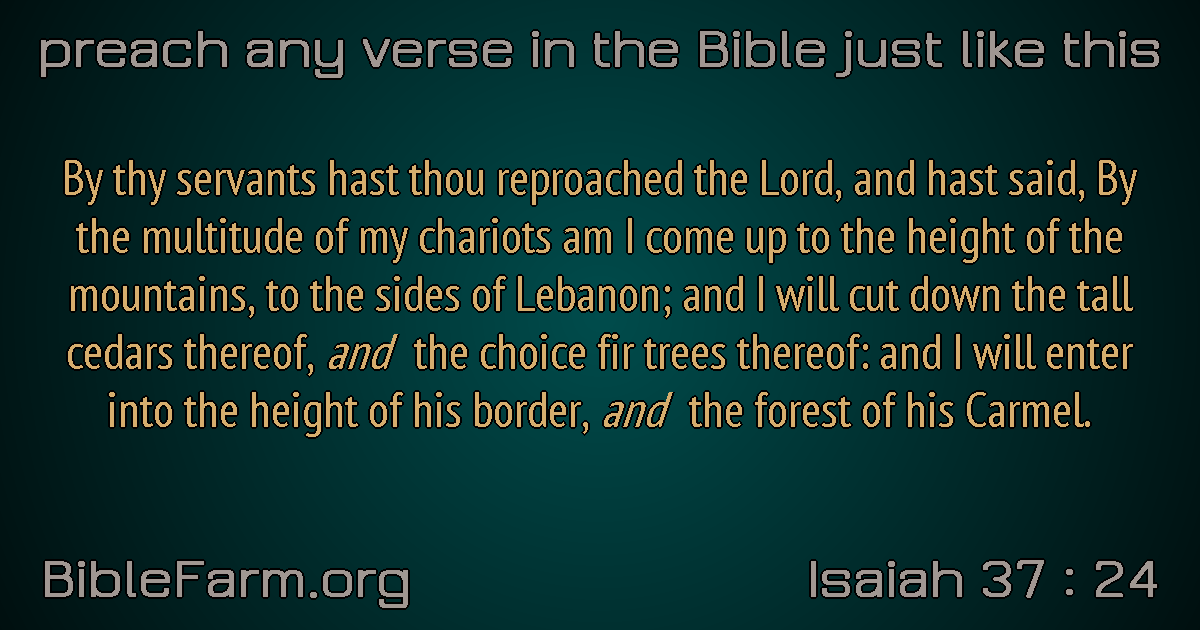 preach any verse in the Bible just like this
By thy servants hast thou reproached the Lord, and hast said, By
the multitude of my chariots am I come up to the height of the
mountains, to the sides of Lebanon; and I will cut down the tall
cedars thereof, and the choice fir trees thereof: and I will enter
into the height of his border, and the forest of his Carmel.
BibleFarm.org
Isaiah 37 : 24